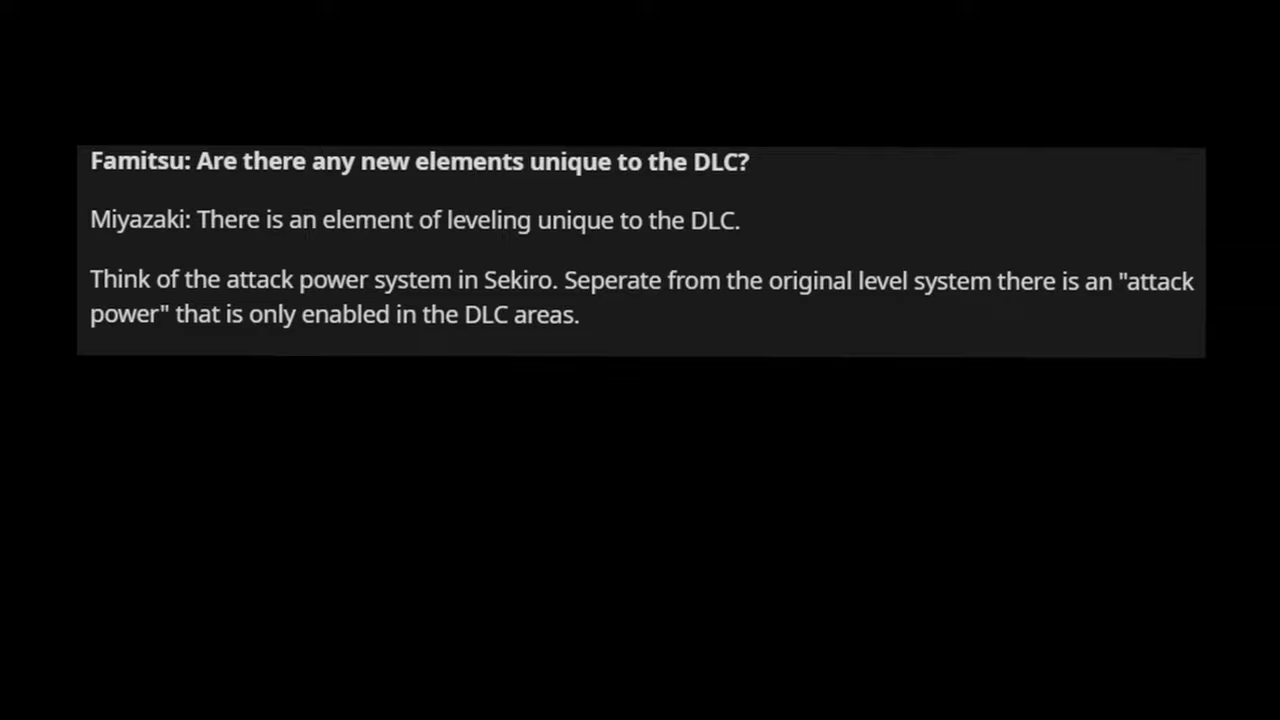 Famitsu: Are there any new elements unique to the DLC?
Miyazaki: There is an element of leveling unique to the DLC.
Think of the attack power system in Sekiro. Seperate from the original level system there is an "attack
power" that is only enabled in the DLC areas.